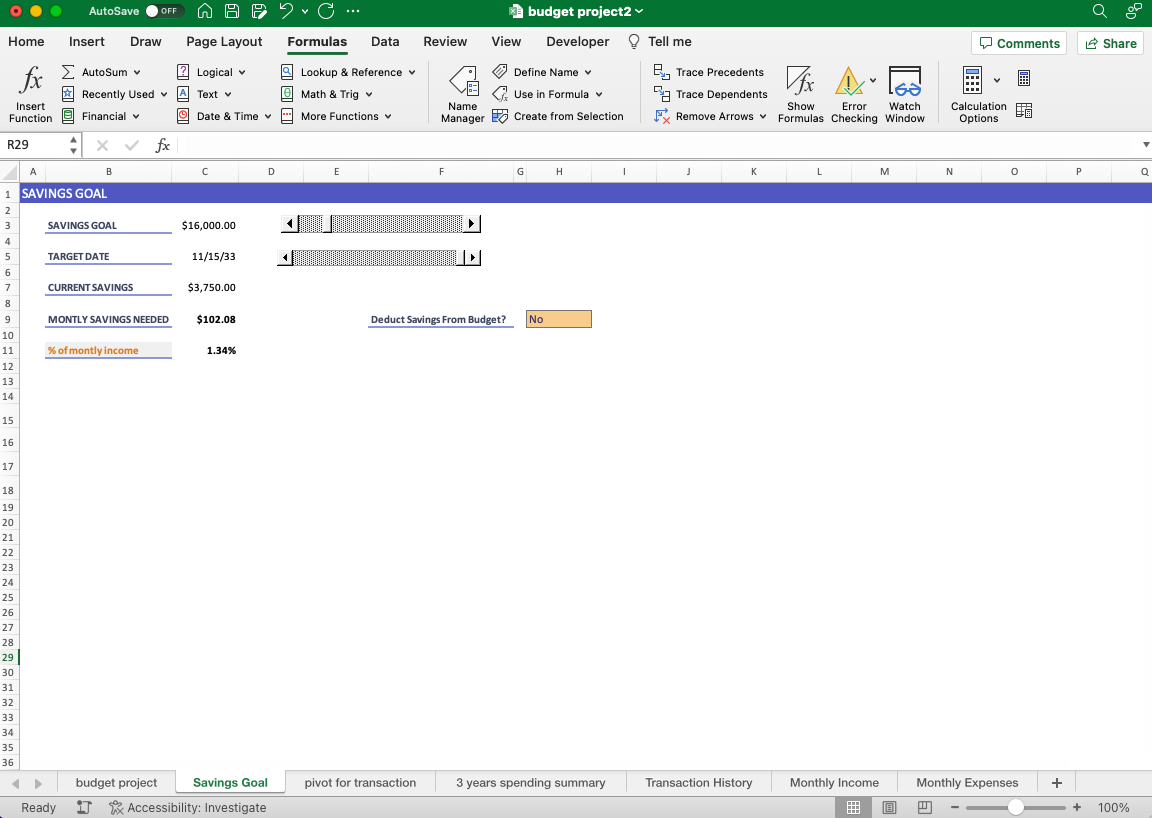 AutoSave OFF budget project2
Home Insert Draw Page Layout Formulas Data Review View Developer Tell me Comments Share
fx Insert Function
AutoSum
Recently Used
Financial
Logical
Text
Date & Time
Lookup & Reference
Math & Trig
More Functions
Name Manager
Define Name
Use in Formula
Create from Selection
Trace Precedents
Trace Dependents
Remove Arrows
Show Formulas
Error Checking
Watch Window
Calculation Options
R29 fx
A B C D E F G H I J K L M N O P Q
1 SAVINGS GOAL
2
3 SAVINGS GOAL $16,000.00
4
5 TARGET DATE 11/15/33
6
7 CURRENT SAVINGS $3,750.00
8
9 MONTLY SAVINGS NEEDED $102.08 Deduct Savings From Budget? No
10
11 % of montly income 1.34%
12
13
14
15
16
17
18
19
20
21
22
23
24
25
26
27
28
29
30
31
32
33
34
35
36
budget project Savings Goal pivot for transaction 3 years spending summary Transaction History Monthly Income Monthly Expenses +
Ready Accessibility: Investigate − + 100%